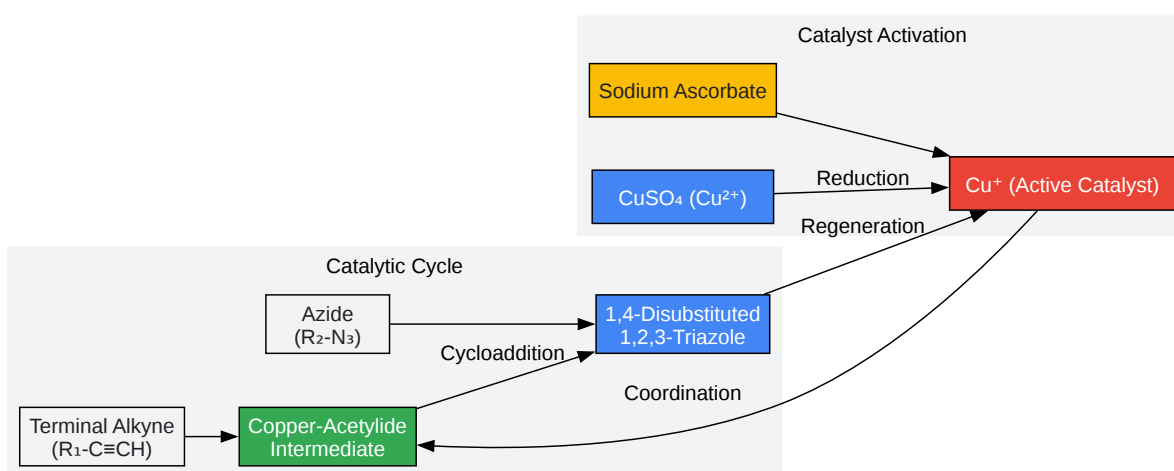 Catalyst Activation
Sodium Ascorbate
CuSO₄ (Cu²⁺)
Reduction
Cu⁺ (Active Catalyst)
Regeneration
Catalytic Cycle
Azide
(R₂-N₃)
1,4-Disubstituted
1,2,3-Triazole
Cycloaddition
Coordination
Terminal Alkyne
(R₁-C≡CH)
Copper-Acetylide
Intermediate